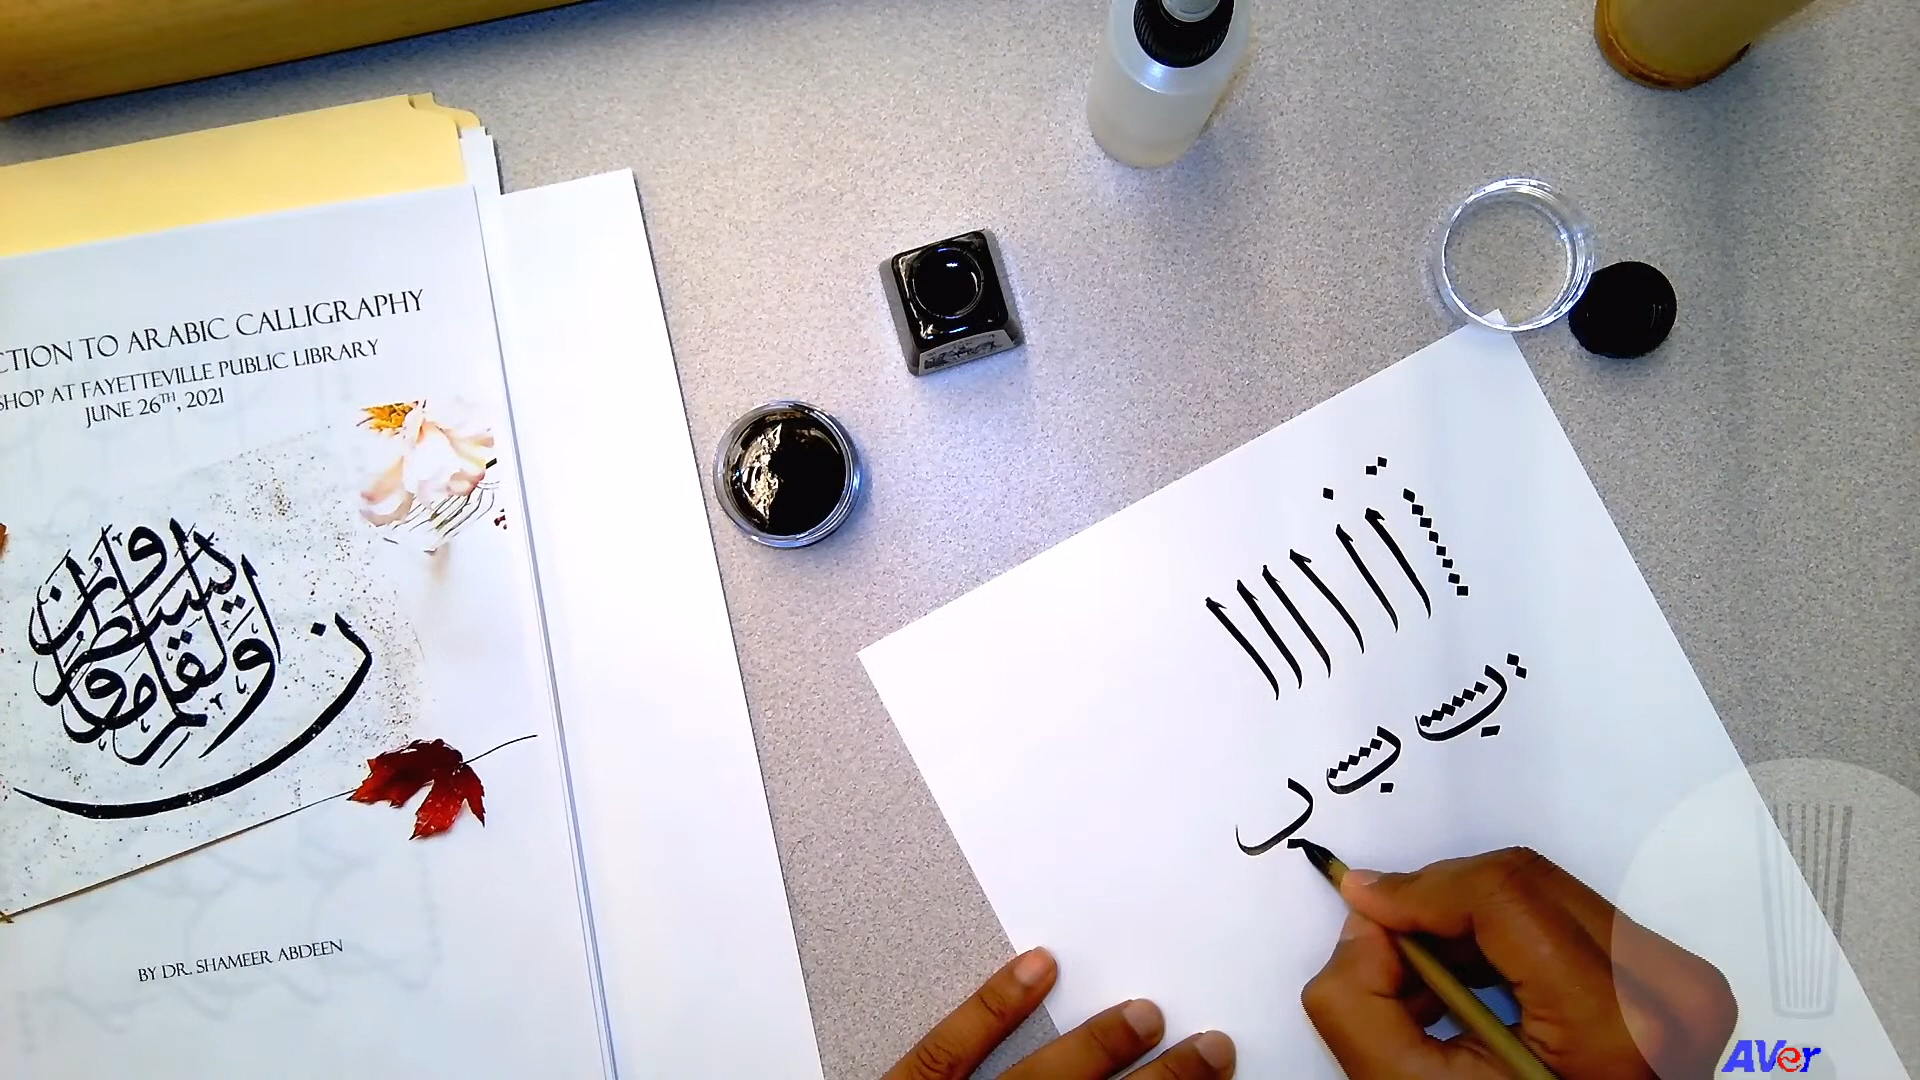 CTION TO ARABIC CALLIGRAPHY
SHOP AT FAYETTEVILLE PUBLIC LIBRARY
JUNE 26TH, 2021
ن والقلم وما يسطرون
BY DR. SHAMEER ABDEEN
ا ا ا ا ا
ب ب ب
AVer